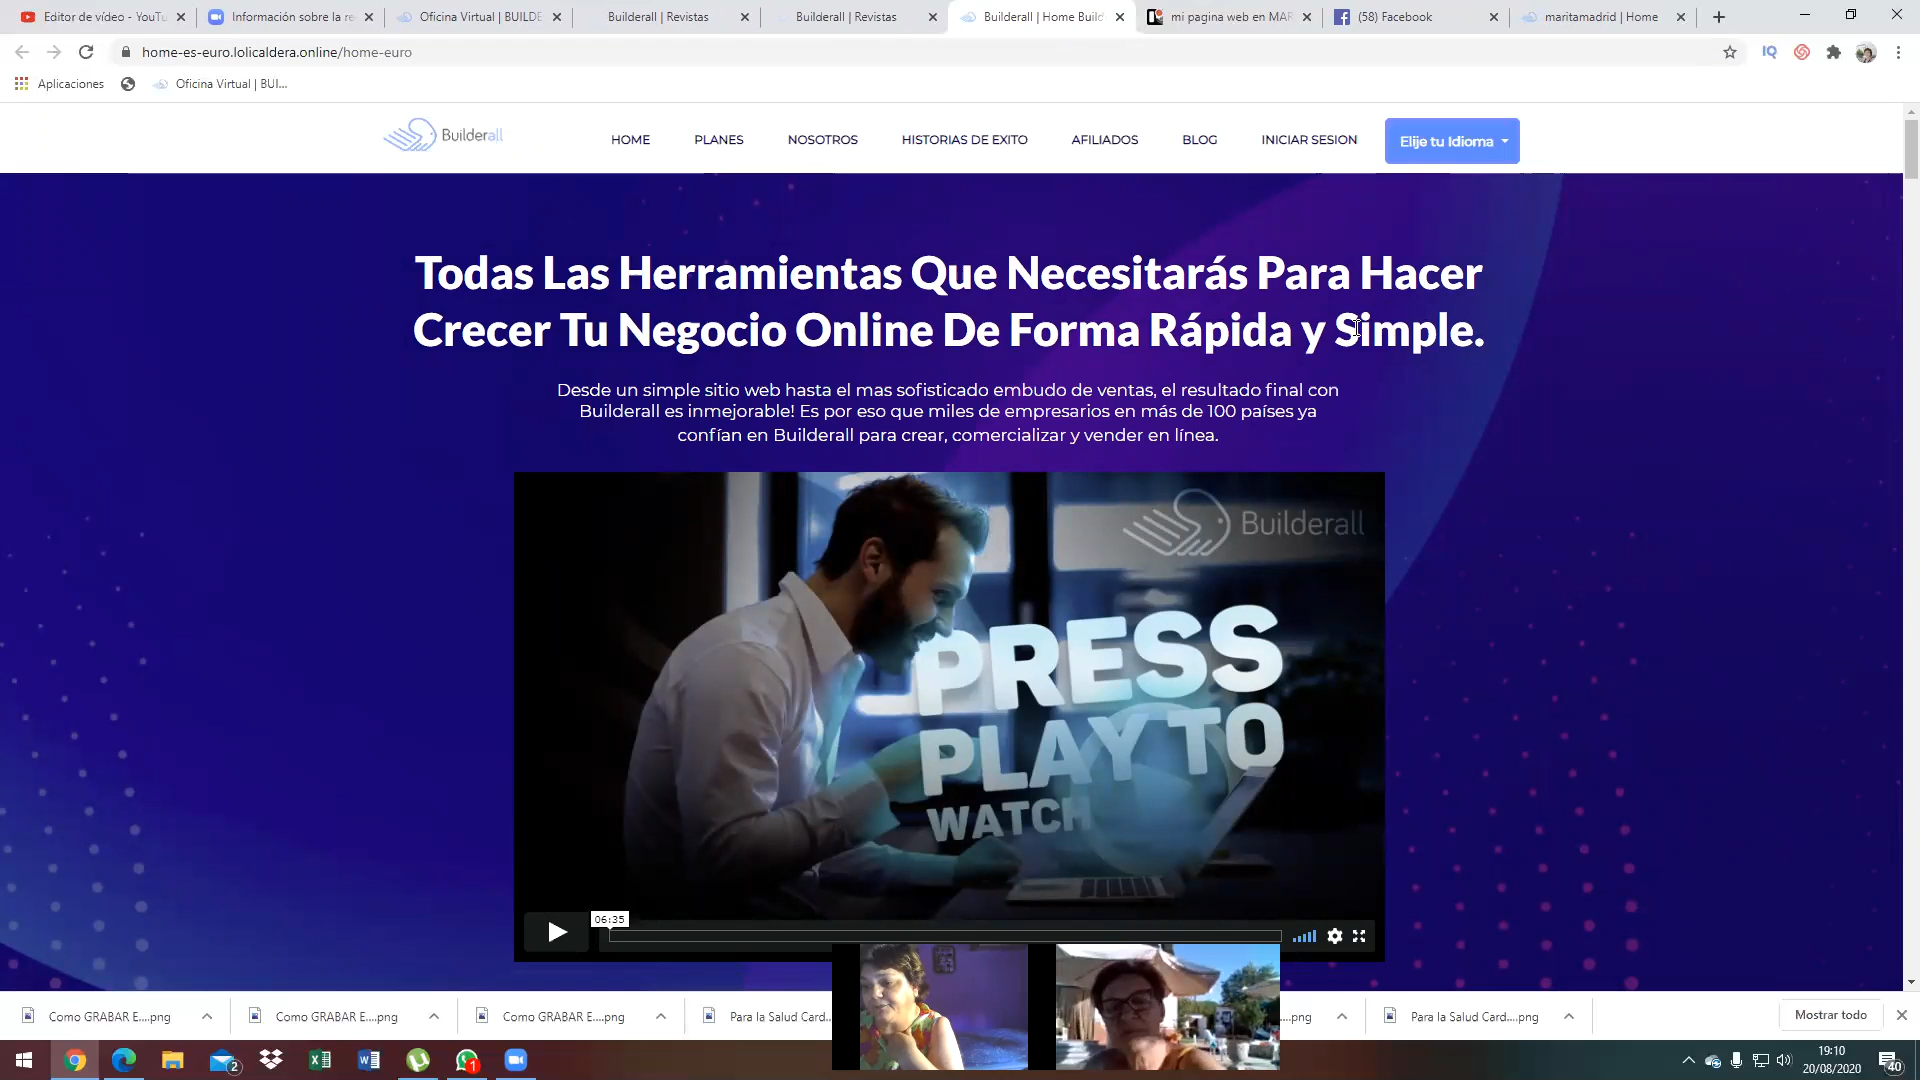 Editor de vídeo - YouTu
Información sobre la re
Oficina Virtual | BUILDE
Builderall | Revistas
Builderall | Revistas
Builderall | Home Build
mi pagina web en MAR
(58) Facebook
maritamadrid | Home
home-es-euro.lolicaldera.online/home-euro
IQ
Aplicaciones
Oficina Virtual | BUI...
Builderall
HOME
PLANES
NOSOTROS
HISTORIAS DE EXITO
AFILIADOS
BLOG
INICIAR SESION
Elije tu Idioma
Todas Las Herramientas Que Necesitarás Para Hacer
Crecer Tu Negocio Online De Forma Rápida y Simple.
Desde un simple sitio web hasta el mas sofisticado embudo de ventas, el resultado final con
Builderall es inmejorable! Es por eso que miles de empresarios en más de 100 países ya
confían en Builderall para crear, comercializar y vender en línea.
Builderall
PRESS
PLAY TO
WATCH
06:35
Como GRABAR E....png
Como GRABAR E....png
Como GRABAR E....png
Para la Salud Card.
...png
Para la Salud Card....png
Mostrar todo
2
1
19:10
20/08/2020
40